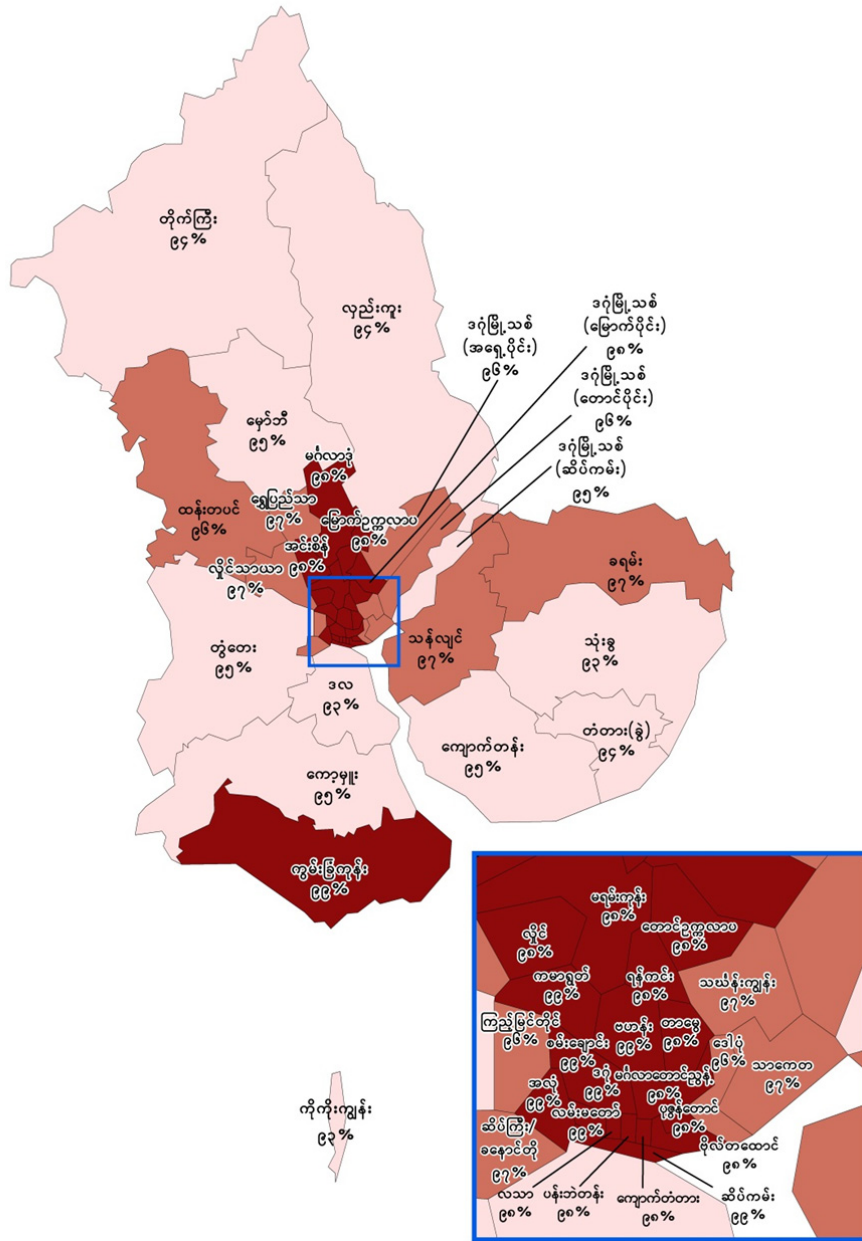 တိုက်ကြီး
၉၄%
လှည်းကူး
၉၄%
ဒဂုံမြို့သစ်
(အရှေ့ပိုင်း)
၉၆%
ဒဂုံမြို့သစ်
(မြောက်ပိုင်း)
၉၈%
ဒဂုံမြို့သစ်
(တောင်ပိုင်း)
၉၆%
ဒဂုံမြို့သစ်
(ဆိပ်ကမ်း)
၉၅%
မှော်ဘီ
၉၅%
မင်္ဂလာဒုံ
၉၈%
ထန်းတပင်
၉၆%
ရွှေပြည်သာ
၉၇%
မြောက်ဥက္ကလာပ
၉၈%
အင်းစိန်
၉၈%
လှိုင်သာယာ
၉၇%
ခရမ်း
၉၇%
တွံတေး
၉၅%
သန်လျင်
၉၇%
သုံးခွ
၉၃%
ဒလ
၉၃%
ကျောက်တန်း
၉၅%
တံတား(ခွဲ)
၉၄%
ကော့မှူး
၉၅%
ကွမ်းခြံကုန်း
၉၉%
ကိုကိုးကျွန်း
၉၃%
မရမ်းကုန်း
၉၈%
လှိုင်
၉၈%
တောင်ဥက္ကလာပ
၉၈%
ကမာရွတ်
၉၉%
ရန်ကင်း
၉၈%
သင်္ဃန်းကျွန်း
၉၇%
ကြည့်မြင်တိုင်
၉၆%
စမ်းချောင်း
၉၉%
ဗဟန်း
၉၉%
တာမွေ
၉၈%
ဒေါပုံ
၉၆%
သာကေတ
၉၇%
အလုံ
၉၉%
ဒဂုံ
၉၉%
မင်္ဂလာတောင်ညွန့်
၉၈%
လမ်းမတော်
၉၉%
ပုဇွန်တောင်
၉၈%
ဆိပ်ကြီး/
ခနောင်တို
၉၇%
ဗိုလ်တထောင်
၉၈%
လသာ
၉၈%
ပန်းဘဲတန်း
၉၈%
ကျောက်တံတား
၉၈%
ဆိပ်ကမ်း
၉၉%